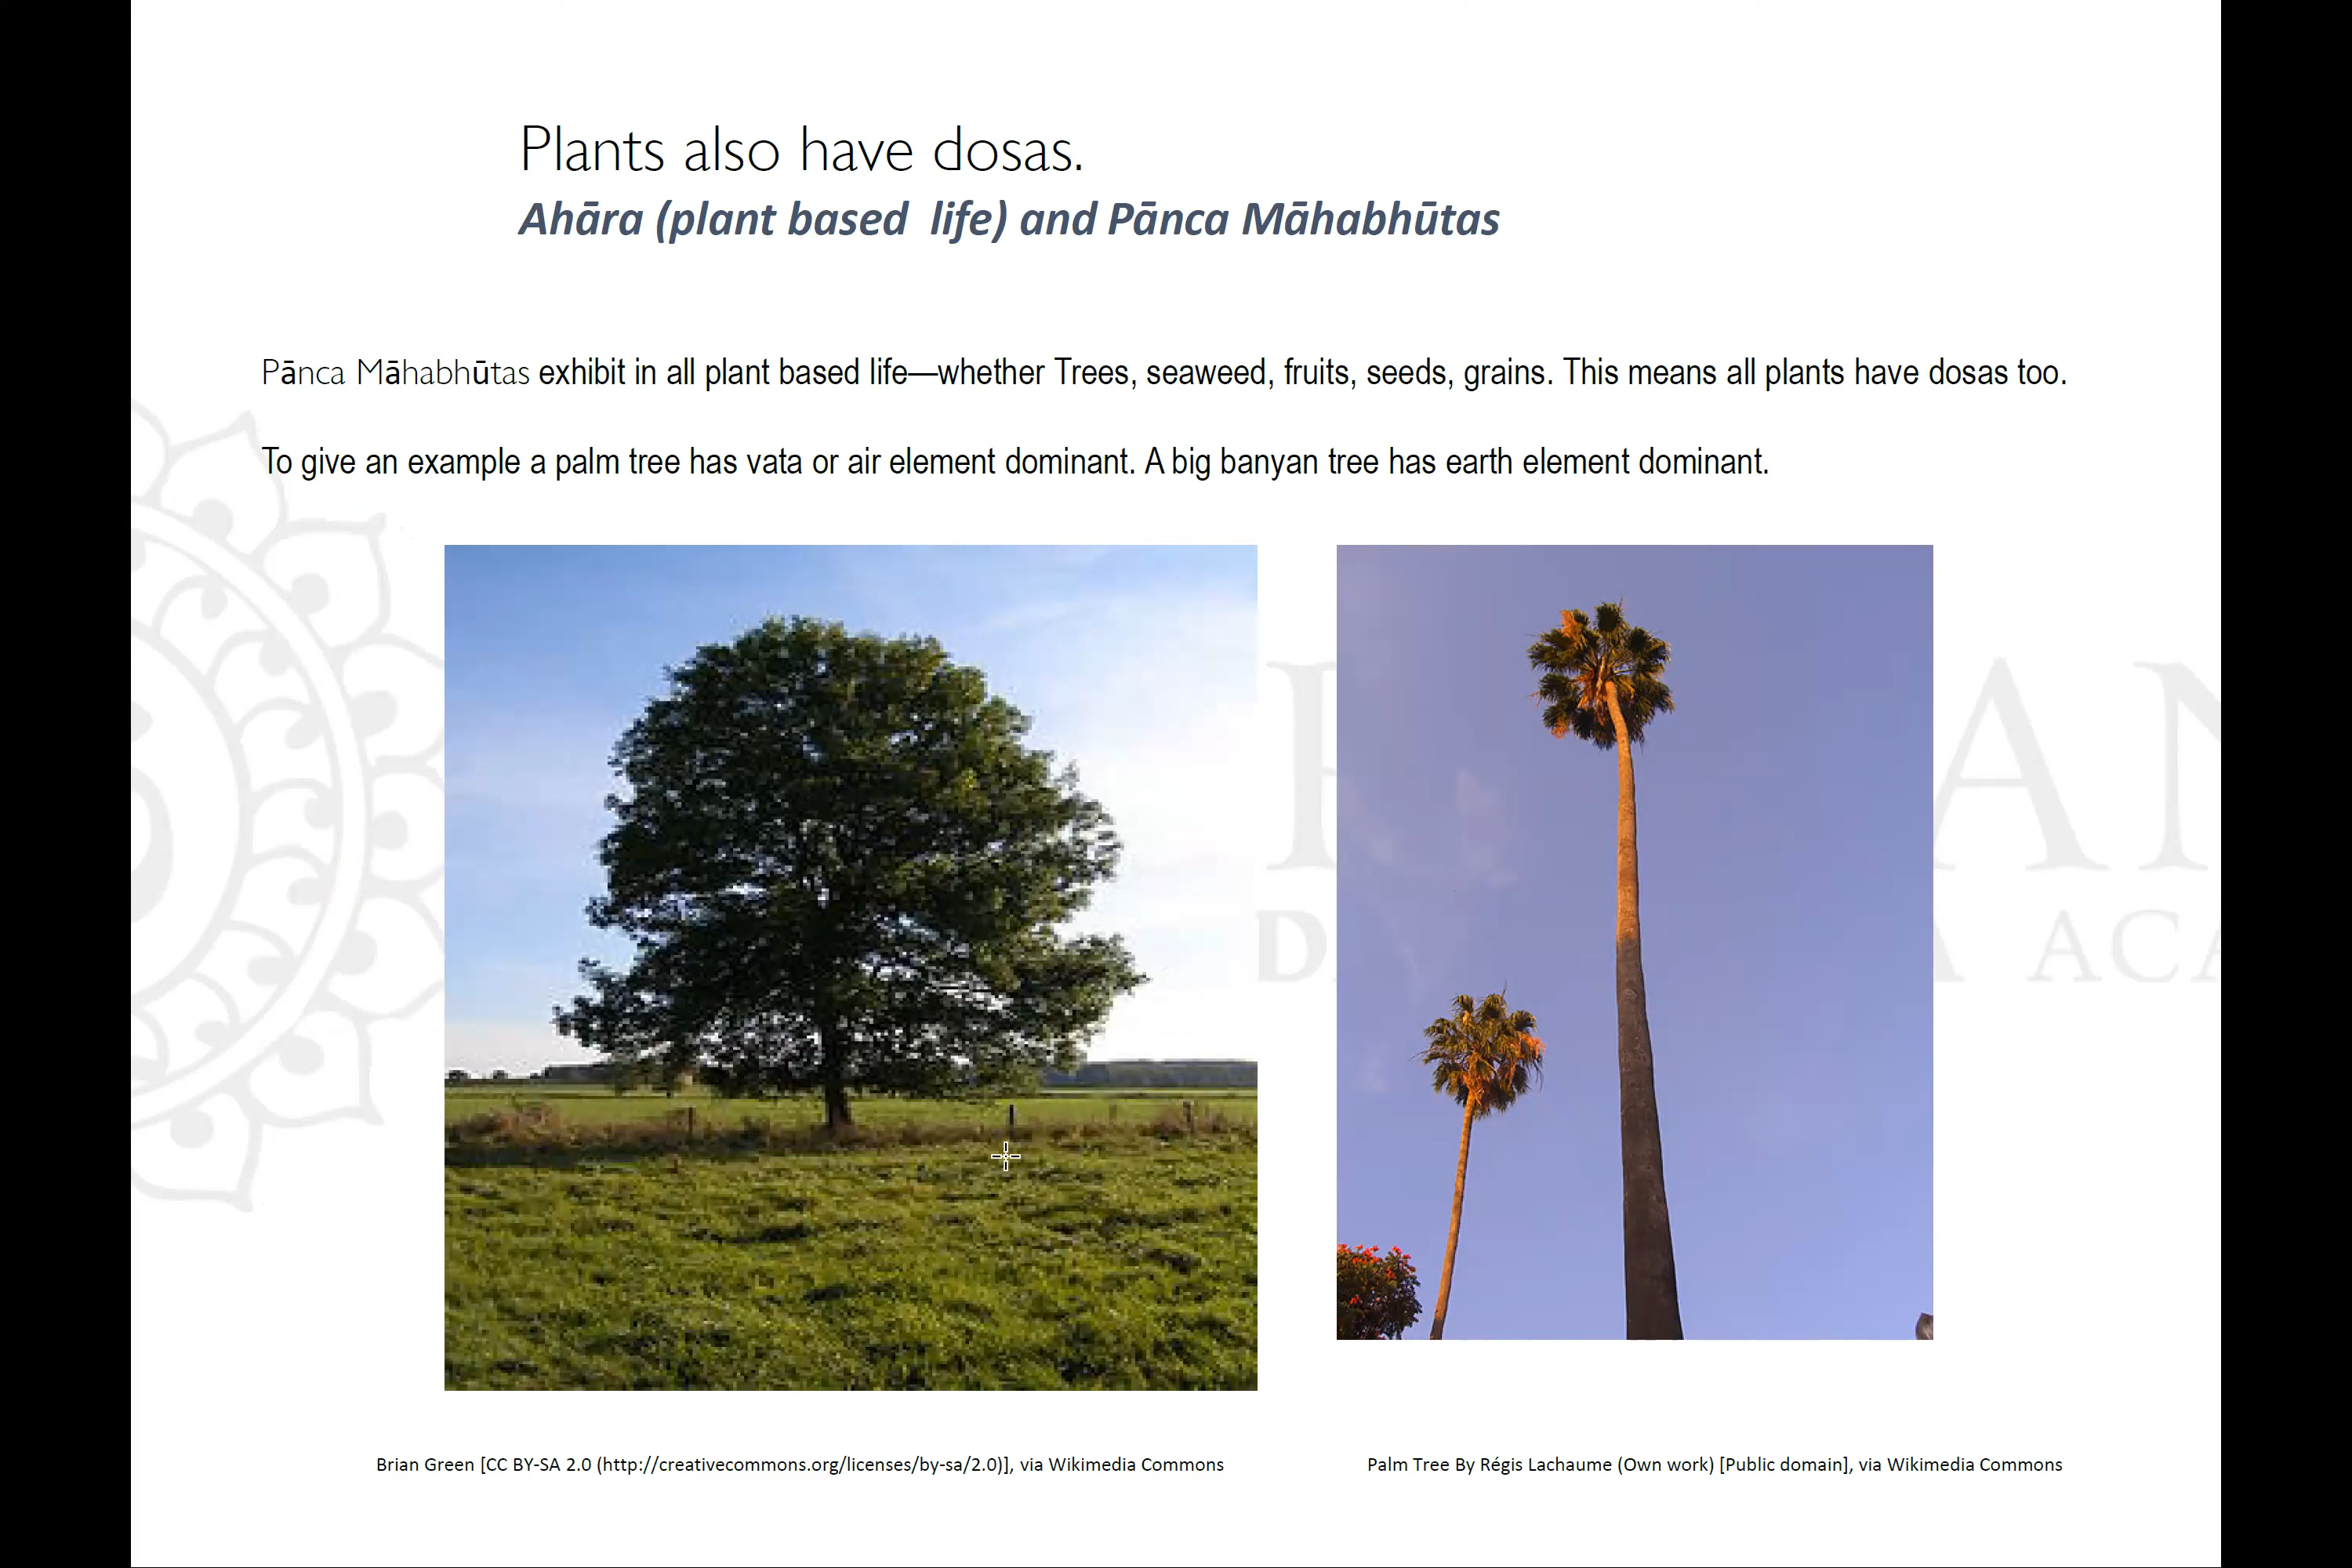 Plants also have dosas.
Ahāra (plant based  life) and Pānca Māhabhūtas
Pānca Māhabhūtas exhibit in all plant based life—whether Trees, seaweed, fruits, seeds, grains. This means all plants have dosas too.
To give an example a palm tree has vata or air element dominant. A big banyan tree has earth element dominant.
Brian Green [CC BY-SA 2.0 (http://creativecommons.org/licenses/by-sa/2.0)], via Wikimedia Commons
Palm Tree By Régis Lachaume (Own work) [Public domain], via Wikimedia Commons